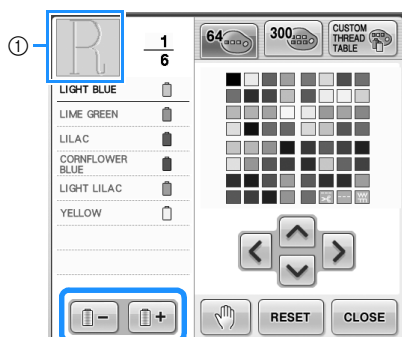 ①
R
1
6
64
300
CUSTOM
THREAD
TABLE
LIGHT BLUE
LIME GREEN
LILAC
CORNFLOWER
BLUE
LIGHT LILAC
YELLOW
- +
RESET
CLOSE